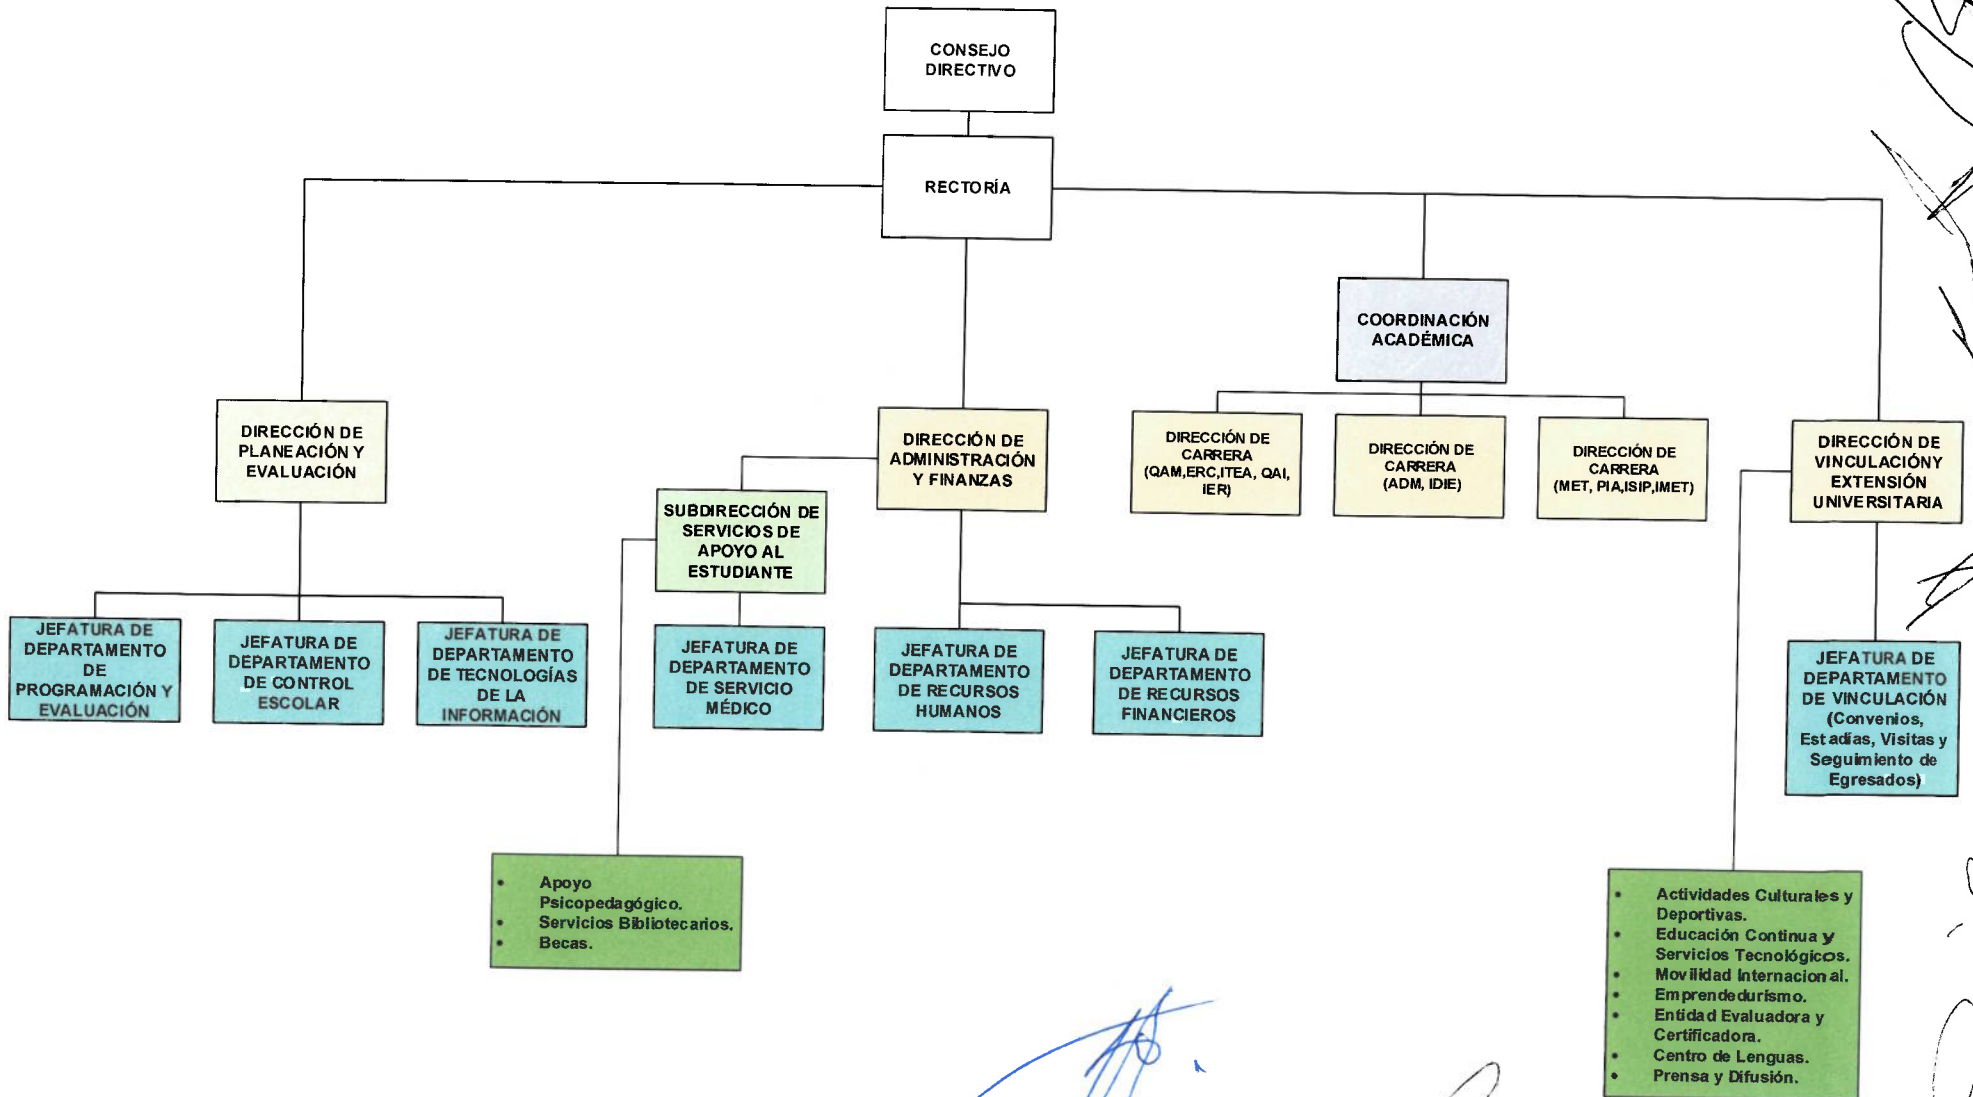 CONSEJO
DIRECTIVO
RECTORÍA
COORDINACIÓN
ACADÉMICA
DIRECCIÓN DE
PLANEACIÓN Y
EVALUACIÓN
DIRECCIÓN DE
ADMINISTRACIÓN
Y FINANZAS
DIRECCIÓN DE
CARRERA
(QAM,ERC,ITEA, QAI,
IER)
DIRECCIÓN DE
CARRERA
(ADM, IDIE)
DIRECCIÓN DE
CARRERA
(MET, PIA,ISIP,IMET)
DIRECCIÓN DE
VINCULACIÓNY
EXTENSIÓN
UNIVERSITARIA
SUBDIRECCIÓN DE
SERVICIOS DE
APOYO AL
ESTUDIANTE
JEFATURA DE
DEPARTAMENTO
DE
PROGRAMACIÓN Y
EVALUACIÓN
JEFATURA DE
DEPARTAMENTO
DE CONTROL
ESCOLAR
JEFATURA DE
DEPARTAMENTO
DE TECNOLOGÍAS
DE LA
INFORMACIÓN
JEFATURA DE
DEPARTAMENTO
DE SERVICIO
MÉDICO
JEFATURA DE
DEPARTAMENTO
DE RECURSOS
HUMANOS
JEFATURA DE
DEPARTAMENTO
DE RECURSOS
FINANCIEROS
JEFATURA DE
DEPARTAMENTO
DE VINCULACIÓN
(Convenios,
Estadías, Visitas y
Seguimiento de
Egresados)
• Apoyo
Psicopedagógico.
• Servicios Bibliotecarios.
• Becas.
• Actividades Culturales y
Deportivas.
• Educación Continua y
Servicios Tecnológicos.
• Movilidad Internacional.
• Emprendedurismo.
• Entidad Evaluadora y
Certificadora.
• Centro de Lenguas.
• Prensa y Difusión.